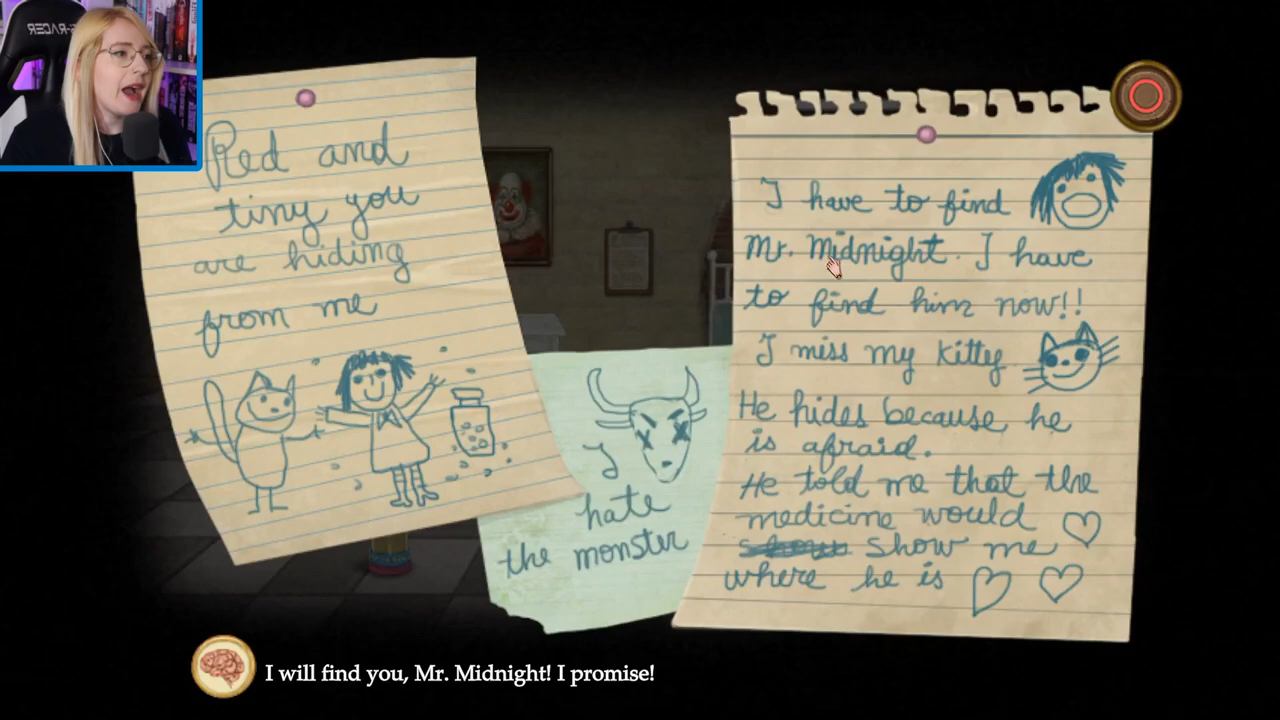 Red and
tiny you
are hiding
from me
I
hate
the monster
I have to find
Mr. Midnight. I have
to find him now!!
I miss my Kitty
He hides because he
is afraid.
He told me that the
medicine would
show me
where he is
I will find you, Mr. Midnight! I promise!